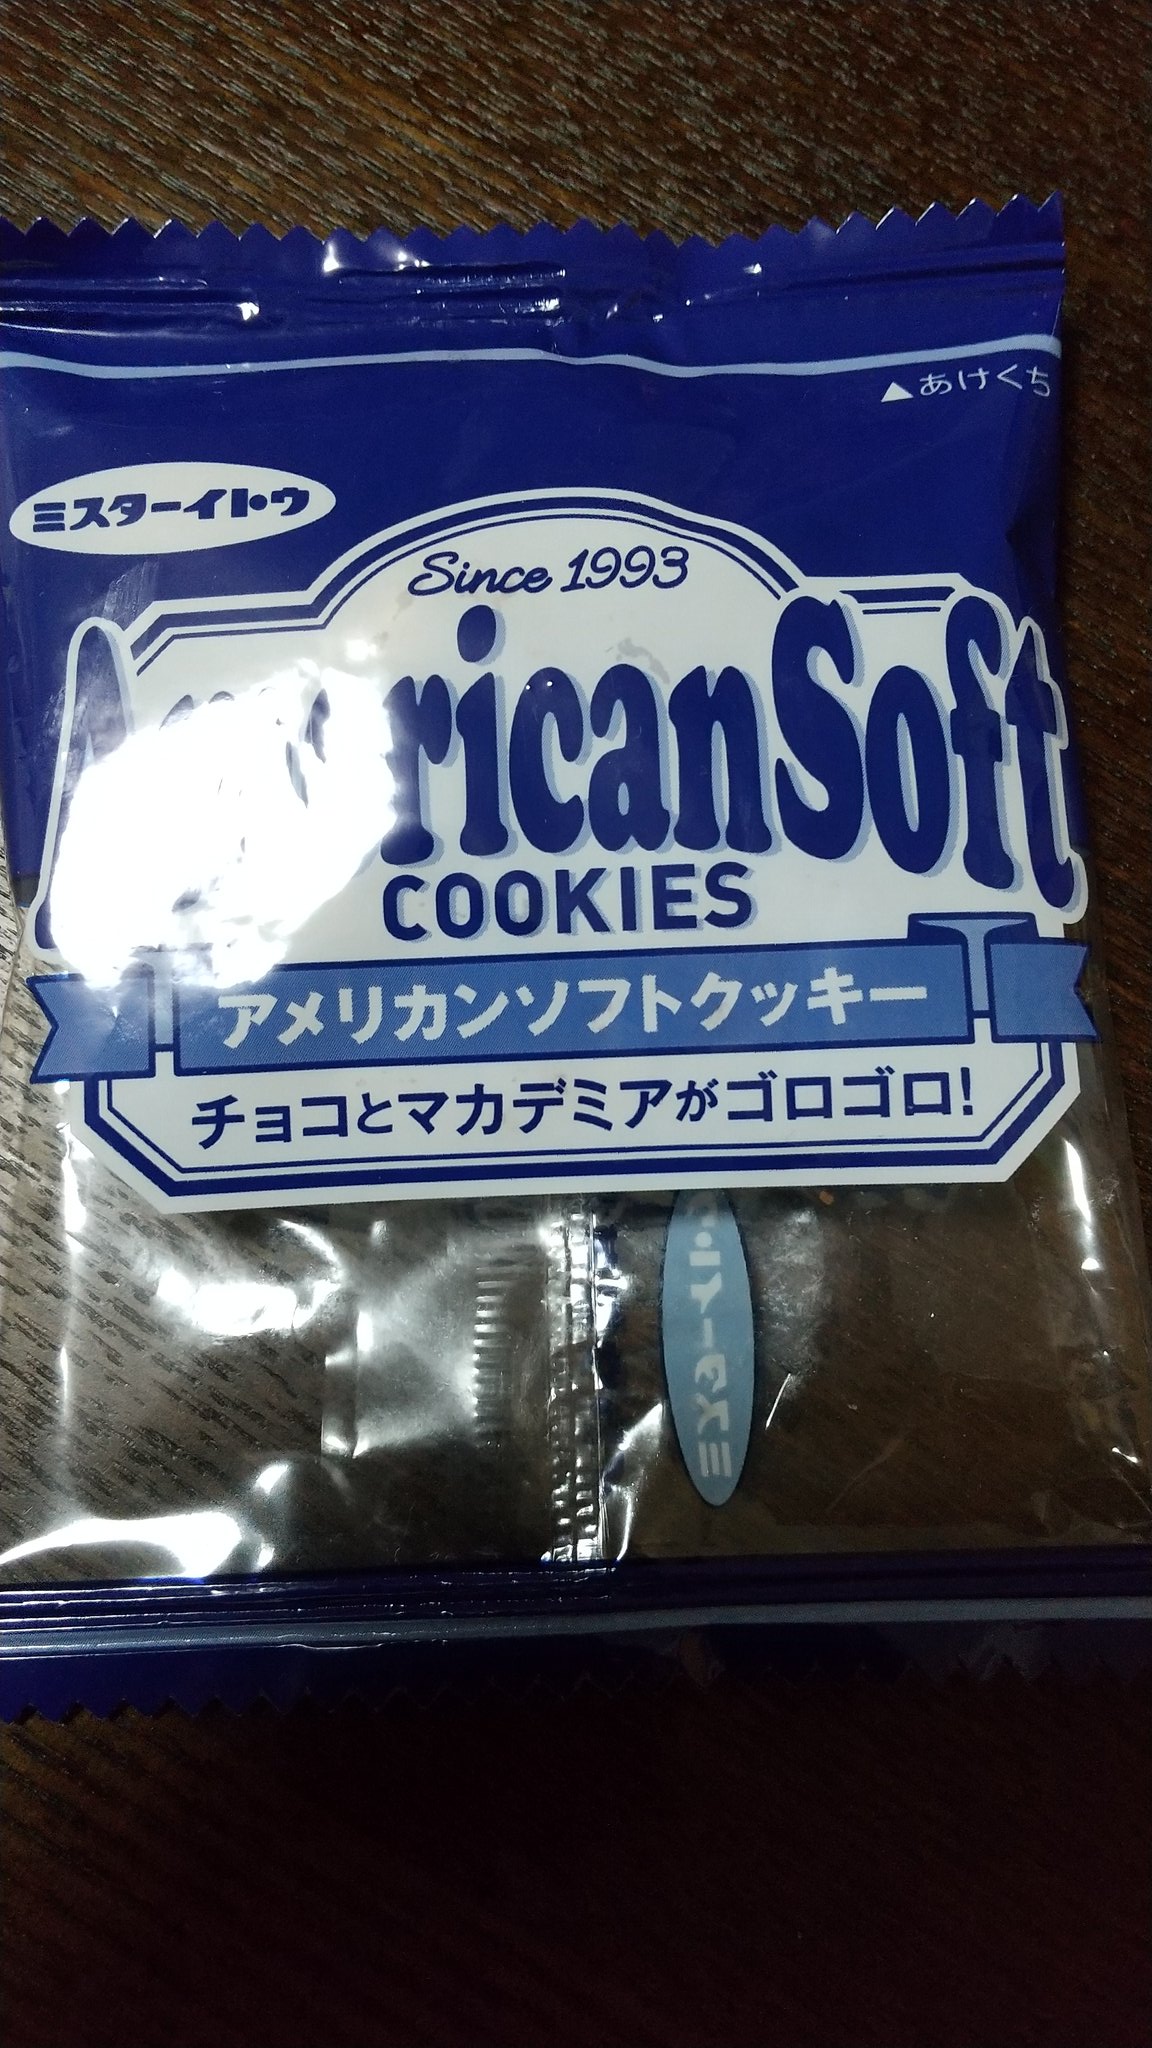 ▲あけくち
ミスターイトウ
Since 1993
American Soft
COOKIES
アメリカンソフトクッキー
チョコとマカデミアがゴロゴロ!
ミスターイトウ